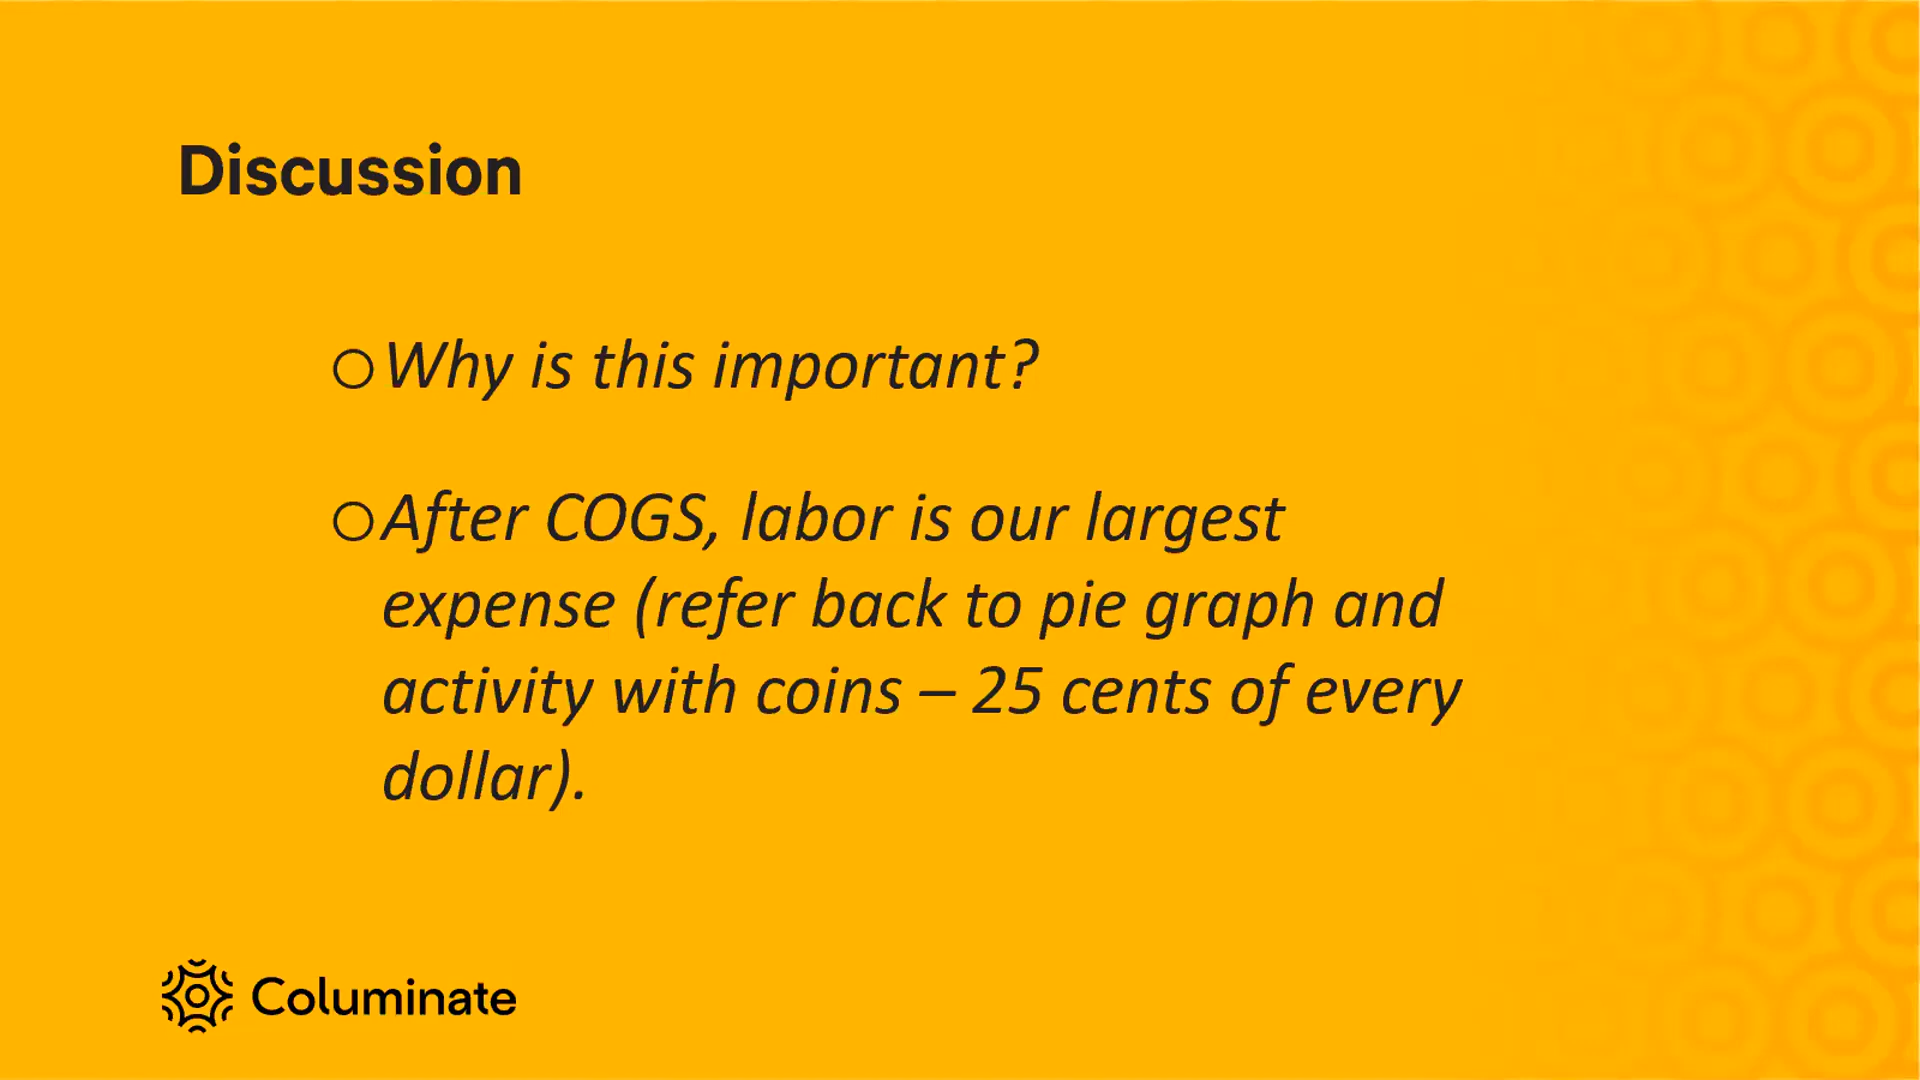 Discussion
○Why is this important?
○After COGS, labor is our largest
expense (refer back to pie graph and
activity with coins – 25 cents of every
dollar).
Columinate